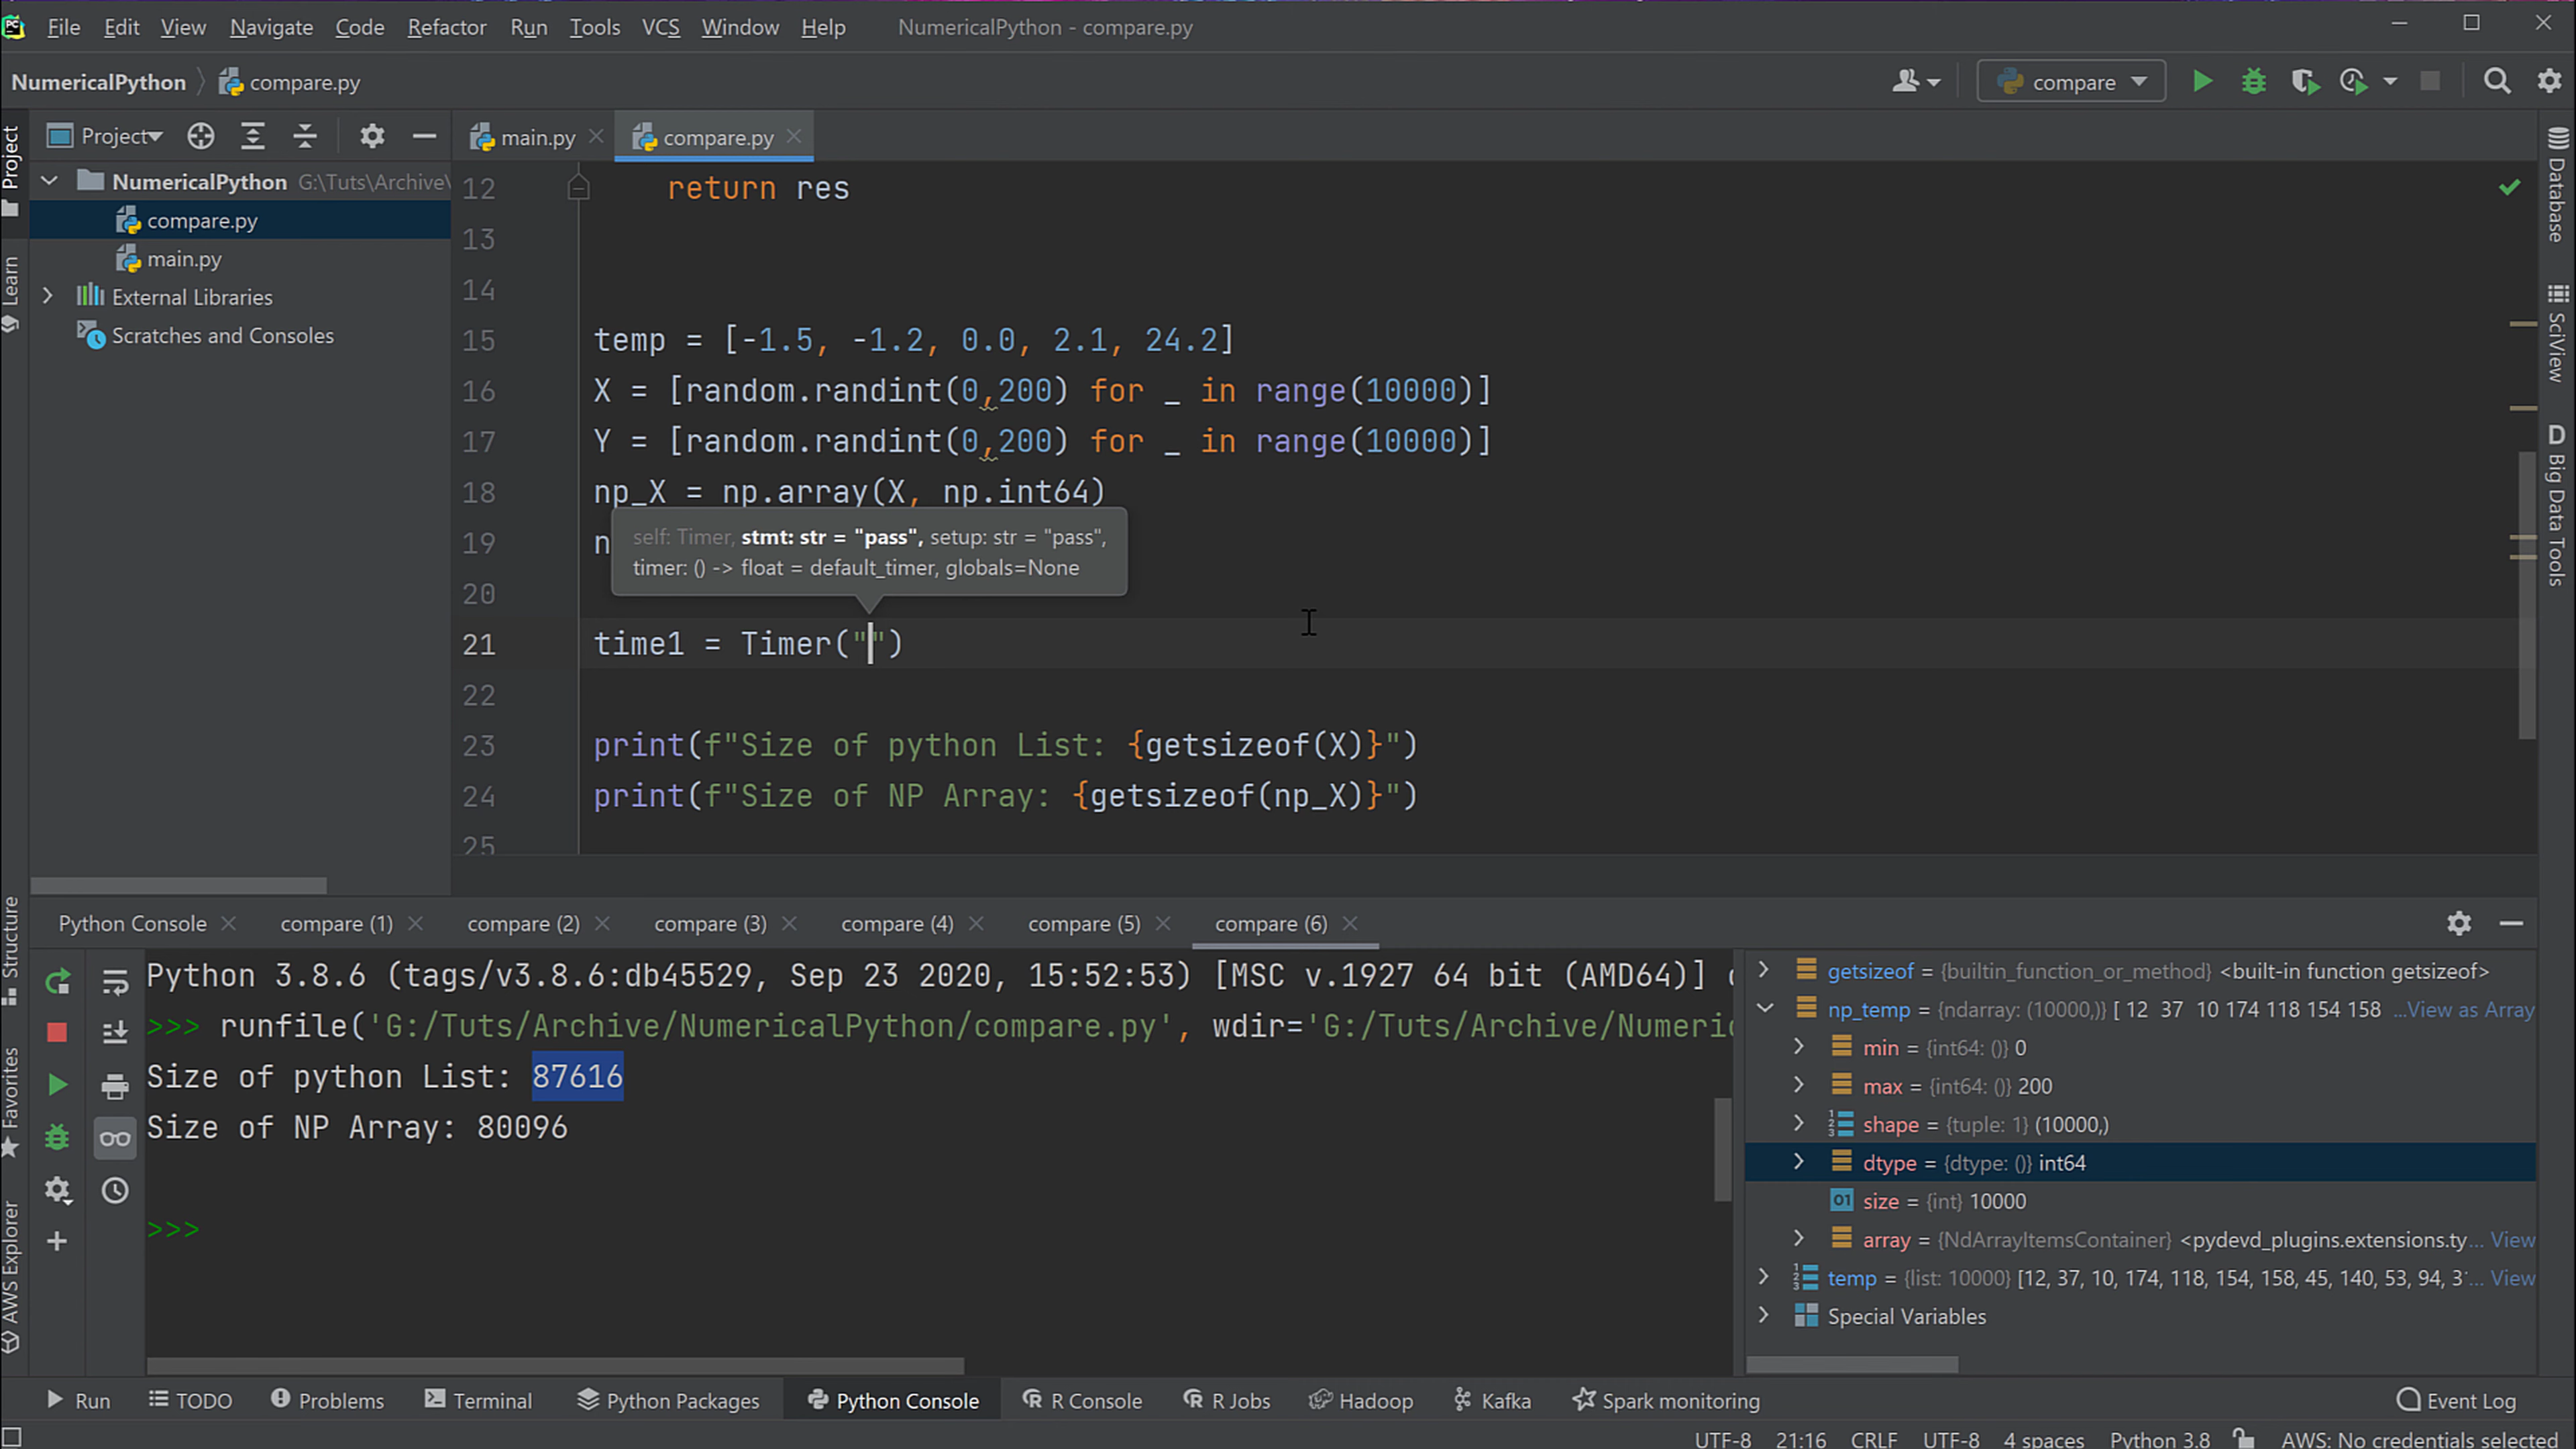 PC File Edit View Navigate Code Refactor Run Tools VCS Window Help NumericalPython - compare.py
NumericalPython compare.py compare
Project
main.py compare.py
NumericalPython G:\Tuts\Archive\
compare.py
main.py
External Libraries
Scratches and Consoles
Project
Learn
Structure
Favorites
AWS Explorer
12 return res
13
14
15 temp = [-1.5, -1.2, 0.0, 2.1, 24.2]
16 X = [random.randint(0,200) for _ in range(10000)]
17 Y = [random.randint(0,200) for _ in range(10000)]
18 np_X = np.array(X, np.int64)
self: Timer, stmt: str = "pass", setup: str = "pass",
timer: () -> float = default_timer, globals=None
19 n
20
21 time1 = Timer("")
22
23 print(f"Size of python List: {getsizeof(X)}")
24 print(f"Size of NP Array: {getsizeof(np_X)}")
25
Database
SciView
D Big Data Tools
Python Console compare (1) compare (2) compare (3) compare (4) compare (5) compare (6)
Python 3.8.6 (tags/v3.8.6:db45529, Sep 23 2020, 15:52:53) [MSC v.1927 64 bit (AMD64)]
>>> runfile('G:/Tuts/Archive/NumericalPython/compare.py', wdir='G:/Tuts/Archive/Numeric
Size of python List: 87616
Size of NP Array: 80096
>>>
getsizeof = {builtin_function_or_method} <built-in function getsizeof>
np_temp = {ndarray: (10000,)} [ 12 37 10 174 118 154 158 ...View as Array
min = {int64: ()} 0
max = {int64: ()} 200
shape = {tuple: 1} (10000,)
dtype = {dtype: ()} int64
01 size = {int} 10000
array = {NdArrayItemsContainer} <pydevd_plugins.extensions.ty... View
temp = {list: 10000} [12, 37, 10, 174, 118, 154, 158, 45, 140, 53, 94, 3... View
Special Variables
Run TODO Problems Terminal Python Packages Python Console R Console R Jobs Hadoop Kafka Spark monitoring Event Log
UTF-8 21:16 CRLF UTF-8 4 spaces Python 3.8 AWS: No credentials selected